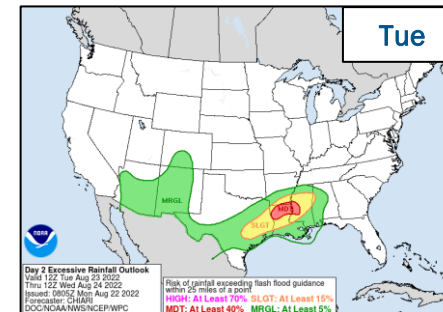 Tue
MRGL
MDT
SLGT
NOAA
Day 2 Excessive Rainfall Outlook
Valid 12Z Tue Aug 23 2022
Thru 12Z Wed Aug 24 2022
Issued: 0805Z Mon Aug 22 2022
Forecaster: CHIARI
DOC/NOAA/NWS/NCEP/WPC
Risk of rainfall exceeding flash flood guidance
within 25 miles of a point
HIGH: At Least 70% SLGT: At Least 15%
MDT: At Least 40% MRGL: At Least 5%